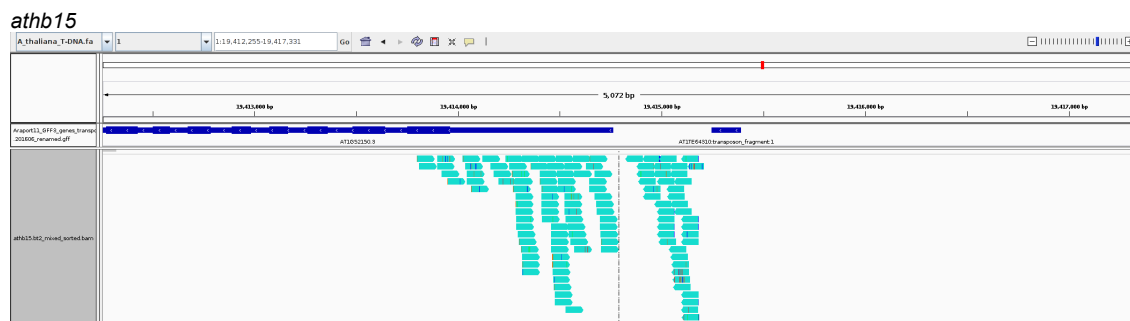 athb15
A_thaliana_T-DNA.fa 1 1:19,412,255-19,417,331 Go
5,072 bp
19,413,000 bp 19,414,000 bp 19,415,000 bp 19,416,000 bp 19,417,000 bp
Araport11_GFF3_genes_transpo
201606_renamed.gff
AT1G52150.3 AT1TE64310:transposon_fragment:1
athb15.bt2_mixed_sorted.bam